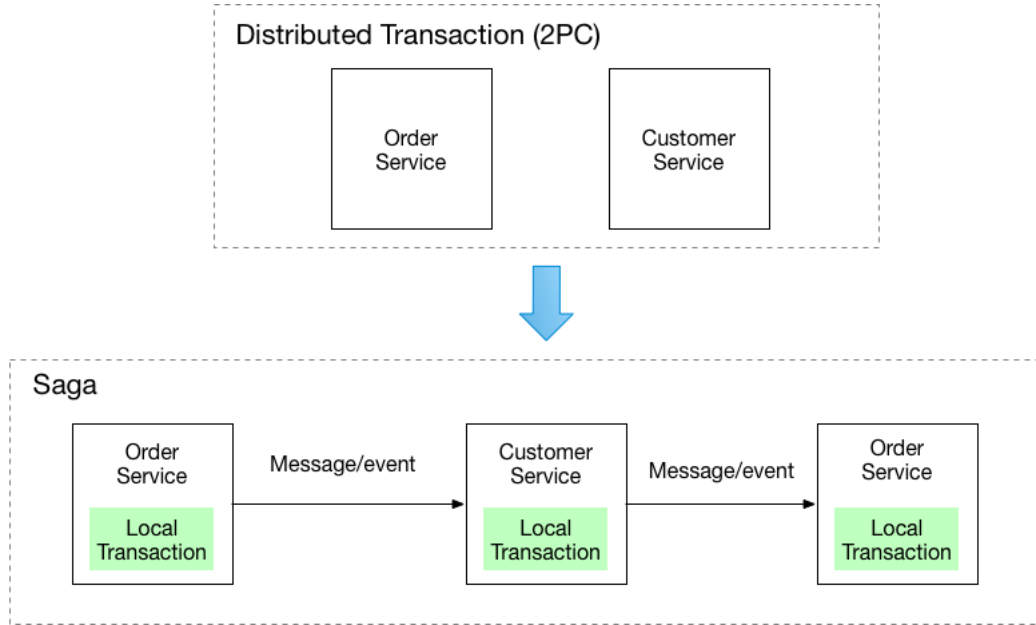 Distributed Transaction (2PC)
Order
Service
Customer
Service
Saga
Order
Service
Local
Transaction
Message/event
Customer
Service
Local
Transaction
Message/event
Order
Service
Local
Transaction